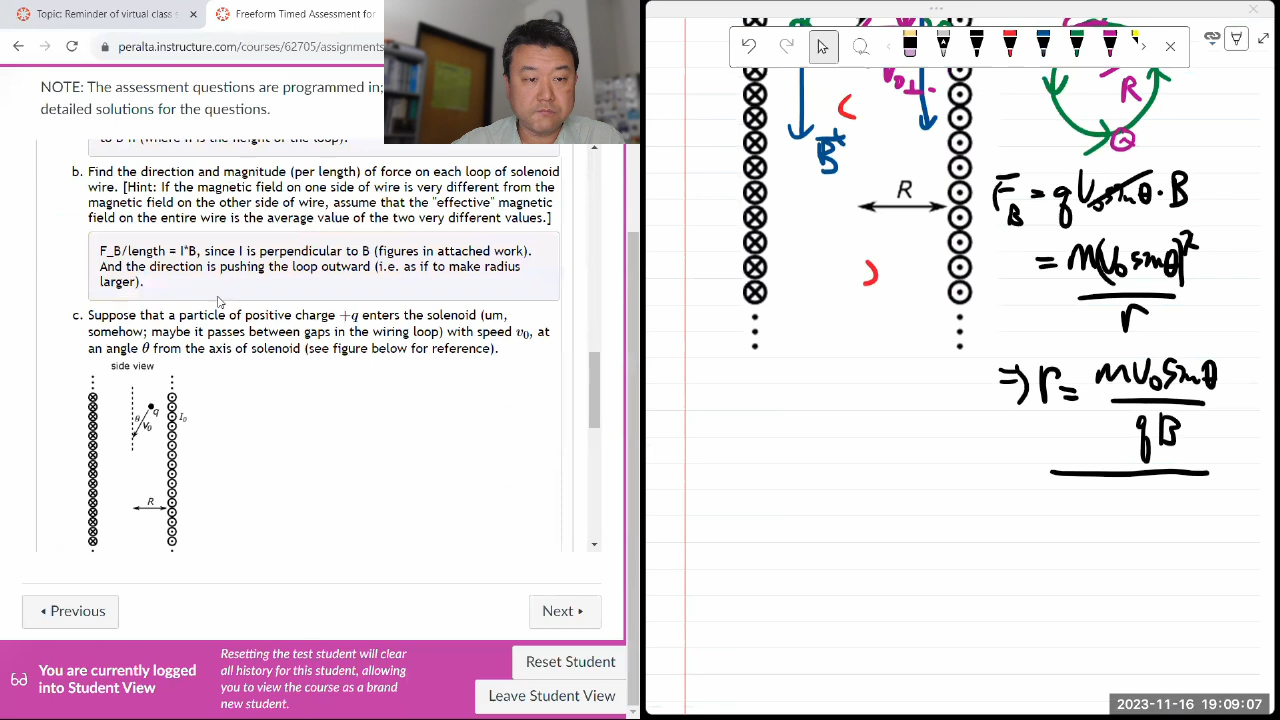 Topic: Reminder of virtual class s
Freeform Timed Assessment for
peralta.instructure.com/courses/62705/assignments
NOTE: The assessment questions are programmed in;
detailed solutions for the questions.
b. Find the direction and magnitude (per length) of force on each loop of solenoid
wire. [Hint: If the magnetic field on one side of wire is very different from the
magnetic field on the other side of wire, assume that the "effective" magnetic
field on the entire wire is the average value of the two very different values.]
F_B/length = I*B, since I is perpendicular to B (figures in attached work).
And the direction is pushing the loop outward (i.e. as if to make radius
larger).
c. Suppose that a particle of positive charge +q enters the solenoid (um,
somehow; maybe it passes between gaps in the wiring loop) with speed v₀, at
an angle θ from the axis of solenoid (see figure below for reference).
side view
q
θ
v₀
I₀
R
Previous
Next
You are currently logged
into Student View
Resetting the test student will clear
all history for this student, allowing
you to view the course as a brand
new student.
Reset Student
Leave Student View
B
R
R
F_B = q v₀ sinθ · B
= m(v₀ sinθ)²
r
⇒ r = m v₀ sinθ
qB
2023-11-16 19:09:07